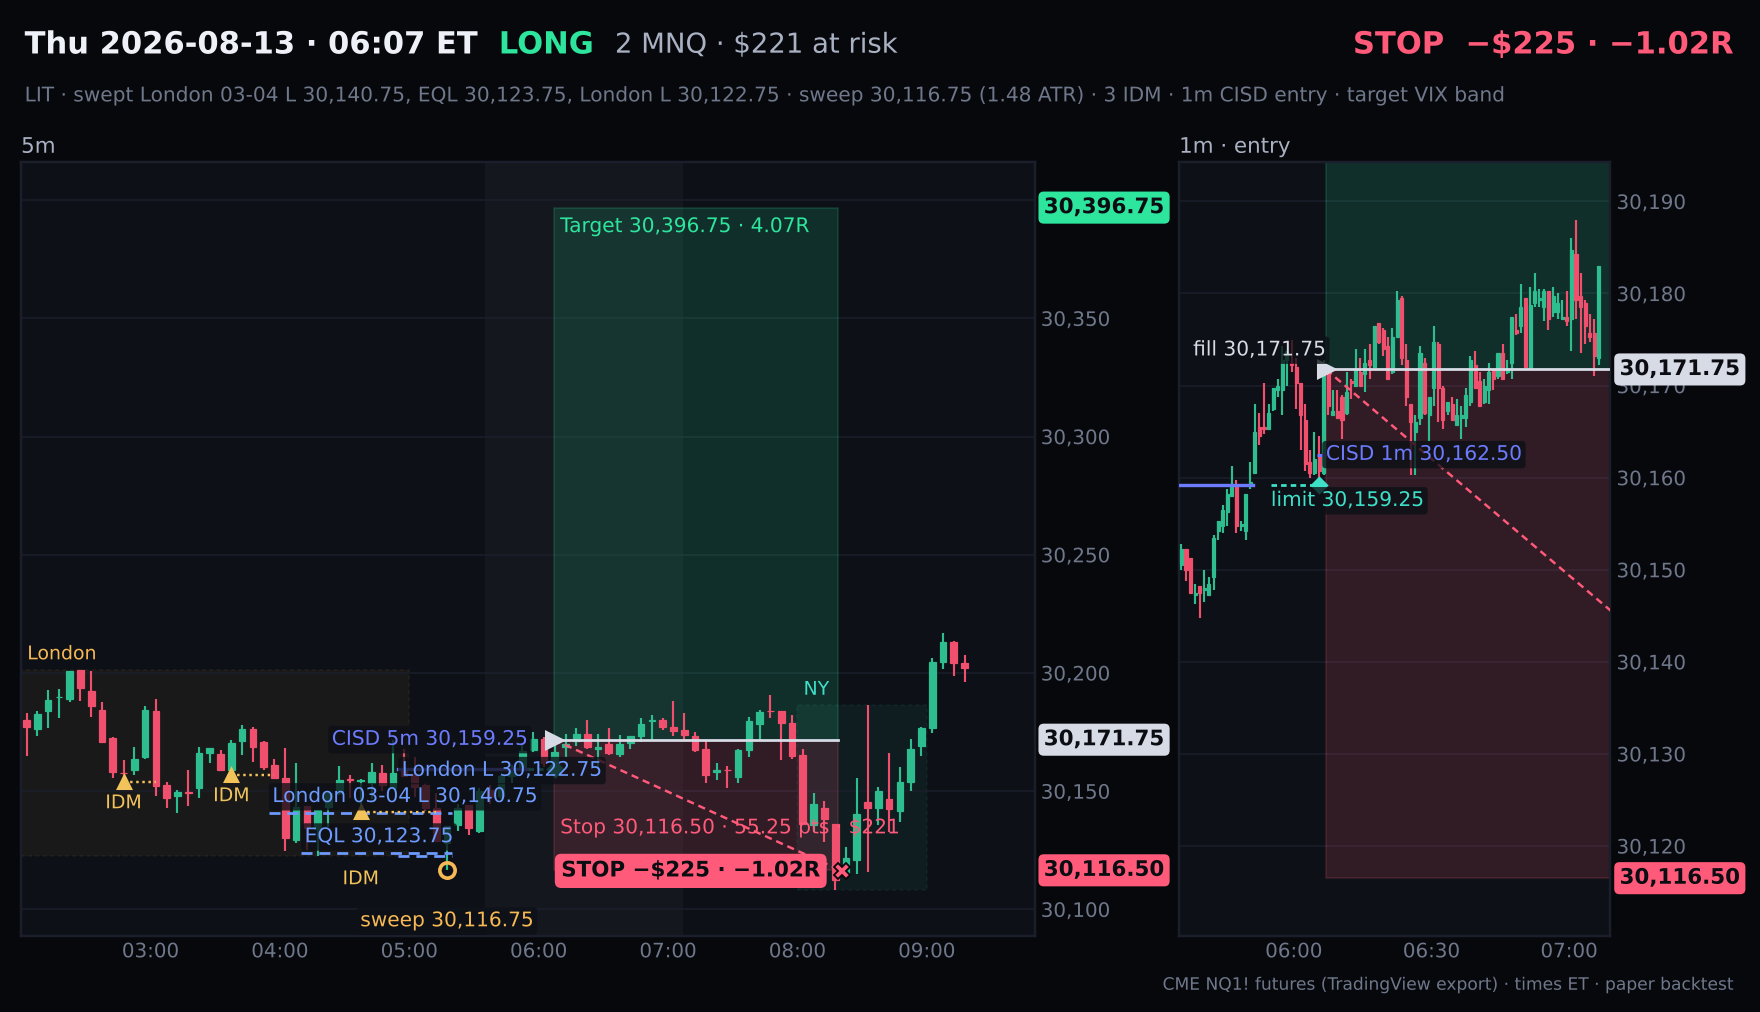 Thu 2026-08-13 · 06:07 ET LONG 2 MNQ · $221 at risk
STOP −$225 · −1.02R
LIT · swept London 03-04 L 30,140.75, EQL 30,123.75, London L 30,122.75 · sweep 30,116.75 (1.48 ATR) · 3 IDM · 1m CISD entry · target VIX band
5m
Target 30,396.75 · 4.07R
30,396.75
30,350
30,300
30,250
London
30,200
NY
CISD 5m 30,159.25
30,171.75
London L 30,122.75
IDM
IDM
London 03-04 L 30,140.75
30,150
EQL 30,123.75
Stop 30,116.50 · 55.25 pts · $221
IDM
STOP −$225 · −1.02R
30,116.50
sweep 30,116.75
30,100
03:00
04:00
05:00
06:00
07:00
08:00
09:00
1m · entry
30,190
30,180
fill 30,171.75
30,171.75
30,170
CISD 1m 30,162.50
30,160
limit 30,159.25
30,150
30,140
30,130
30,120
30,116.50
06:00
06:30
07:00
CME NQ1! futures (TradingView export) · times ET · paper backtest